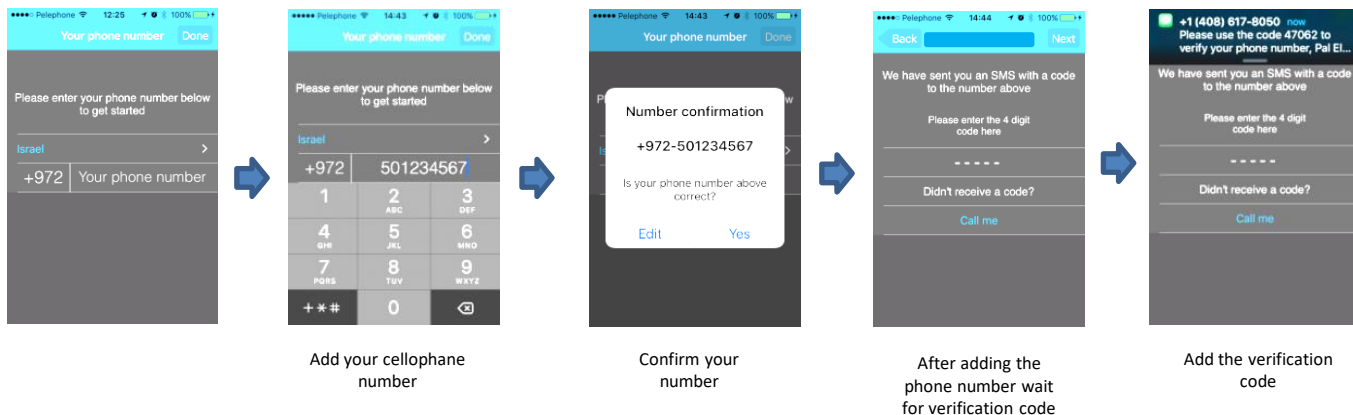 ●●●●○ Pelephone 12:25 100%
Your phone number Done
Please enter your phone number below
to get started
Israel >
+972 Your phone number
●●●●● Pelephone 14:43 100%
Your phone number Done
Please enter your phone number below
to get started
Israel >
+972 501234567
1 2 3
ABC DEF
4 5 6
GHI JKL MNO
7 8 9
PQRS TUV WXYZ
+*# 0
Add your cellophane
number
●●●●● Pelephone 14:43 100%
Your phone number Done
Number confirmation
+972-501234567
Is your phone number above
correct?
Edit Yes
Confirm your
number
●●●●○ Pelephone 14:44 100%
Back Next
We have sent you an SMS with a code
to the number above
Please enter the 4 digit
code here
- - - - -
Didn't receive a code?
Call me
After adding the
phone number wait
for verification code
+1 (408) 617-8050 now
Please use the code 47062 to
verify your phone number, Pal El...
We have sent you an SMS with a code
to the number above
Please enter the 4 digit
code here
- - - - -
Didn't receive a code?
Call me
Add the verification
code